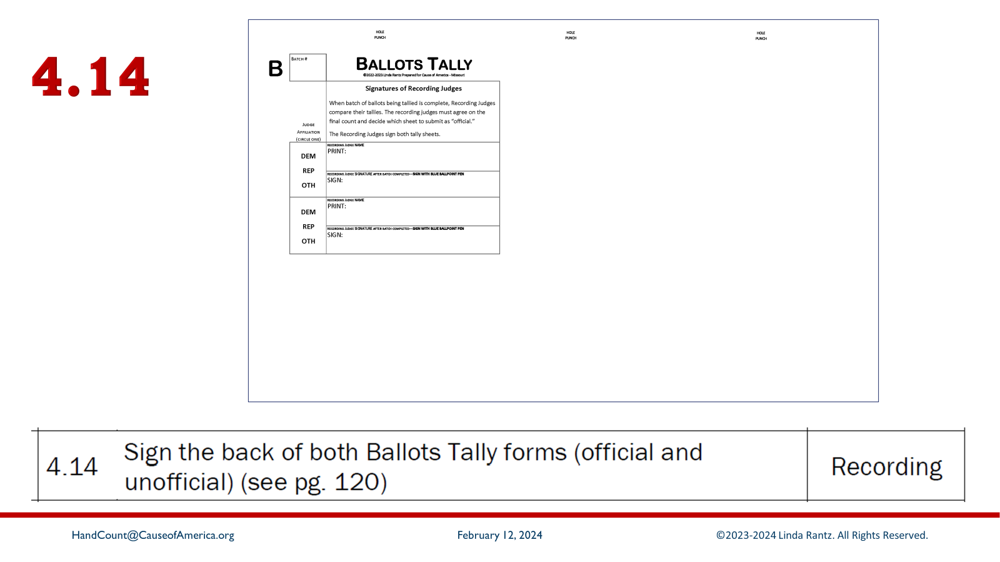 4.14
HOLE
PUNCH
HOLE
PUNCH
HOLE
PUNCH
B
BATCH #
BALLOTS TALLY
©2022-2023 Linda Rantz Prepared for Cause of America - Missouri
Signatures of Recording Judges
When batch of ballots being tallied is complete, Recording Judges
compare their tallies. The recording judges must agree on the
final count and decide which sheet to submit as “official.”
The Recording Judges sign both tally sheets.
JUDGE
AFFILIATION
(CIRCLE ONE)
DEM
REP
OTH
RECORDING JUDGE NAME
PRINT:
RECORDING JUDGE SIGNATURE AFTER BATCH COMPLETED—SIGN WITH BLUE BALLPOINT PEN
SIGN:
DEM
REP
OTH
RECORDING JUDGE NAME
PRINT:
RECORDING JUDGE SIGNATURE AFTER BATCH COMPLETED—SIGN WITH BLUE BALLPOINT PEN
SIGN:
4.14
Sign the back of both Ballots Tally forms (official and
unofficial) (see pg. 120)
Recording
HandCount@CauseofAmerica.org
February 12, 2024
©2023-2024 Linda Rantz. All Rights Reserved.